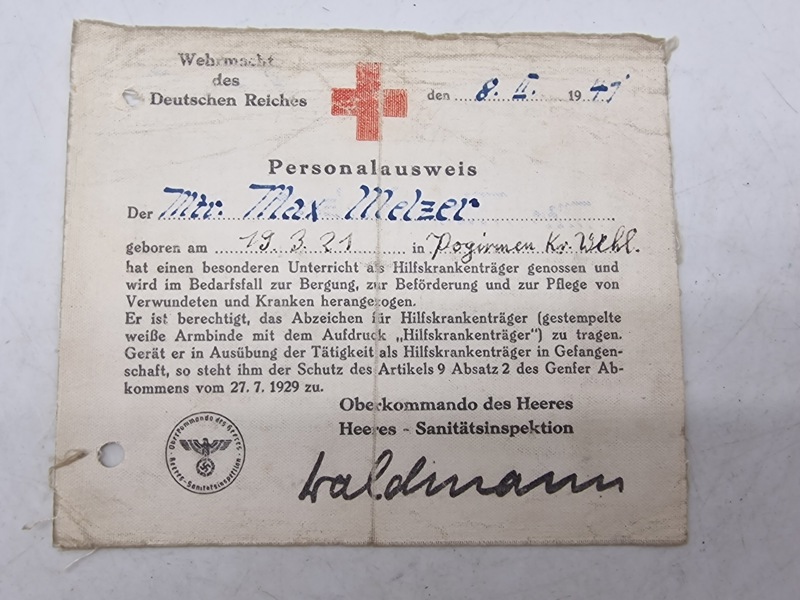 Wehrmacht
des
Deutschen Reiches
den 8. II. 1941
Personalausweis
Der Mtr. Max Melzer
geboren am 19.3.21 in Pogirmen Kr. Wehl.
hat einen besonderen Unterricht als Hilfskrankenträger genossen und
wird im Bedarfsfall zur Bergung, zur Beförderung und zur Pflege von
Verwundeten und Kranken herangezogen.
Er ist berechtigt, das Abzeichen für Hilfskrankenträger (gestempelte
weiße Armbinde mit dem Aufdruck „Hilfskrankenträger“) zu tragen.
Gerät er in Ausübung der Tätigkeit als Hilfskrankenträger in Gefangen-
schaft, so steht ihm der Schutz des Artikels 9 Absatz 2 des Genfer Ab-
kommens vom 27. 7. 1929 zu.
Oberkommando des Heeres
Heeres - Sanitätsinspektion
Oberkommando des Heeres
Heeres-Sanitätsinspektion
Waldmann